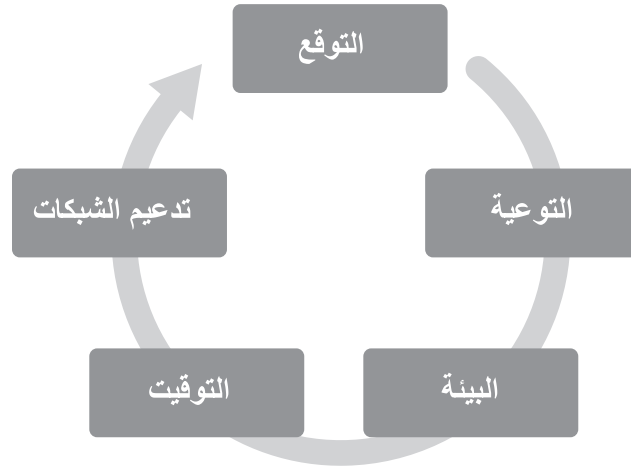 التوقع
التوعية
البيئة
التوقيت
تدعيم الشبكات